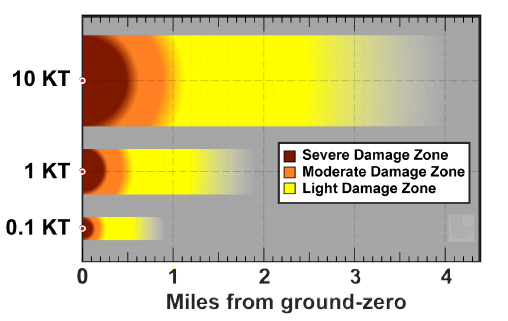 10 KT
1 KT
0.1 KT
Severe Damage Zone
Moderate Damage Zone
Light Damage Zone
0 1 2 3 4
Miles from ground-zero